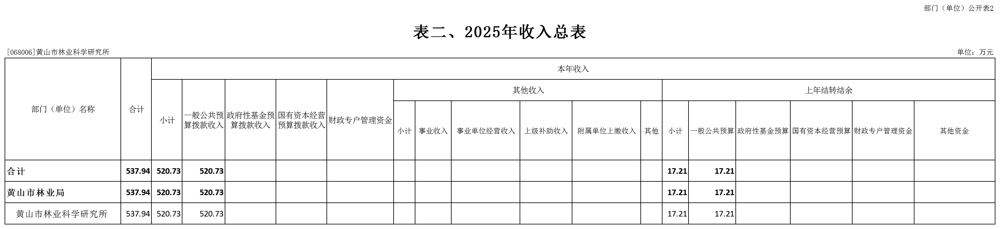 部门（单位）公开表2
表二、2025年收入总表
[068006]黄山市林业科学研究所 单位：万元
部门（单位）名称 合计 本年收入
小计 一般公共预算拨款收入 政府性基金预算拨款收入 国有资本经营预算拨款收入 财政专户管理资金 其他收入 上年结转结余
小计 事业收入 事业单位经营收入 上级补助收入 附属单位上缴收入 其他 小计 一般公共预算 政府性基金预算 国有资本经营预算 财政专户管理资金 其他资金
合计 537.94 520.73 520.73 17.21 17.21
黄山市林业局 537.94 520.73 520.73 17.21 17.21
黄山市林业科学研究所 537.94 520.73 520.73 17.21 17.21